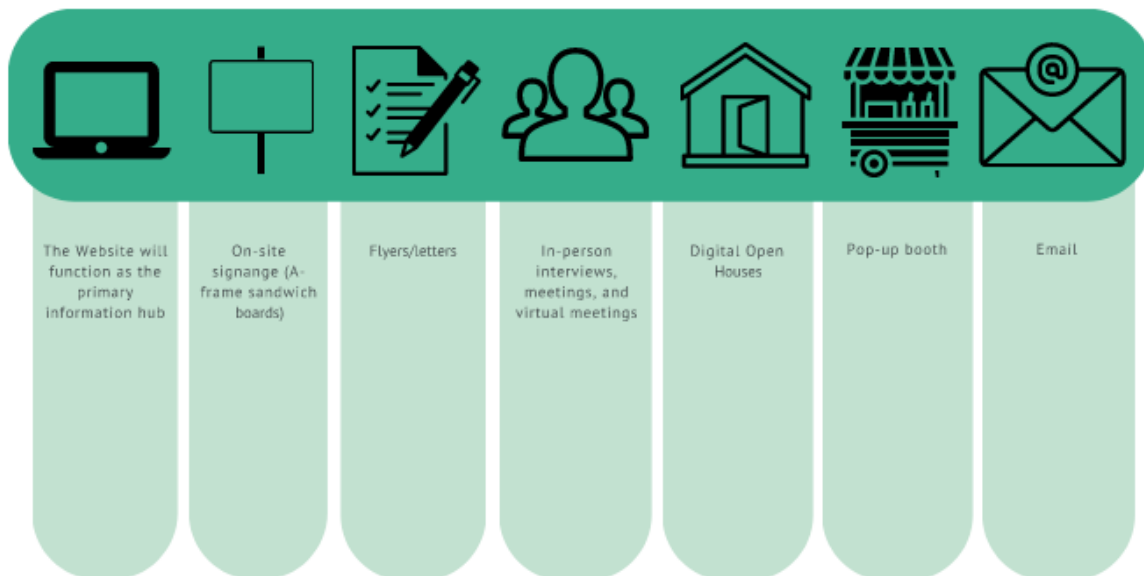 The Website will
function as the
primary
information hub
On-site
signange (A-
frame sandwich
boards)
Flyers/letters
In-person
interviews,
meetings, and
virtual meetings
Digital Open
Houses
Pop-up booth
Email
@